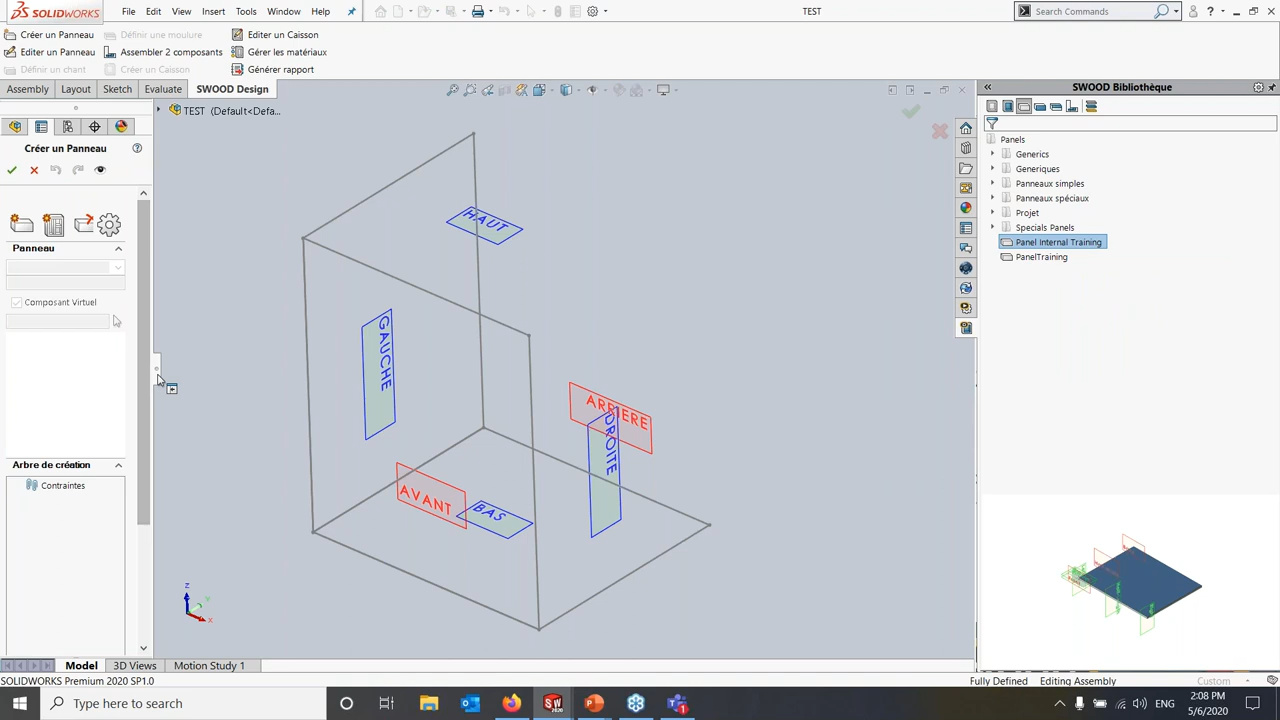 SOLIDWORKS File Edit View Insert Tools Window Help TEST Search Commands
Créer un Panneau Définir une moulure Editer un Caisson
Editer un Panneau Assembler 2 composants Gérer les matériaux
Définir un chant Créer un Caisson Générer rapport
Assembly Layout Sketch Evaluate SWOOD Design
SWOOD Bibliothèque
TEST (Default<Defa...
Créer un Panneau
Panneau
Composant Virtuel
Arbre de création
Contraintes
HAUT
GAUCHE
ARRIERE
DROITE
AVANT
BAS
Z
X
Panels
Generics
Generiques
Panneaux simples
Panneaux spéciaux
Projet
Specials Panels
Panel Internal Training
PanelTraining
Model 3D Views Motion Study 1
SOLIDWORKS Premium 2020 SP1.0 Fully Defined Editing Assembly Custom
Type here to search
ENG
2:08 PM
5/6/2020